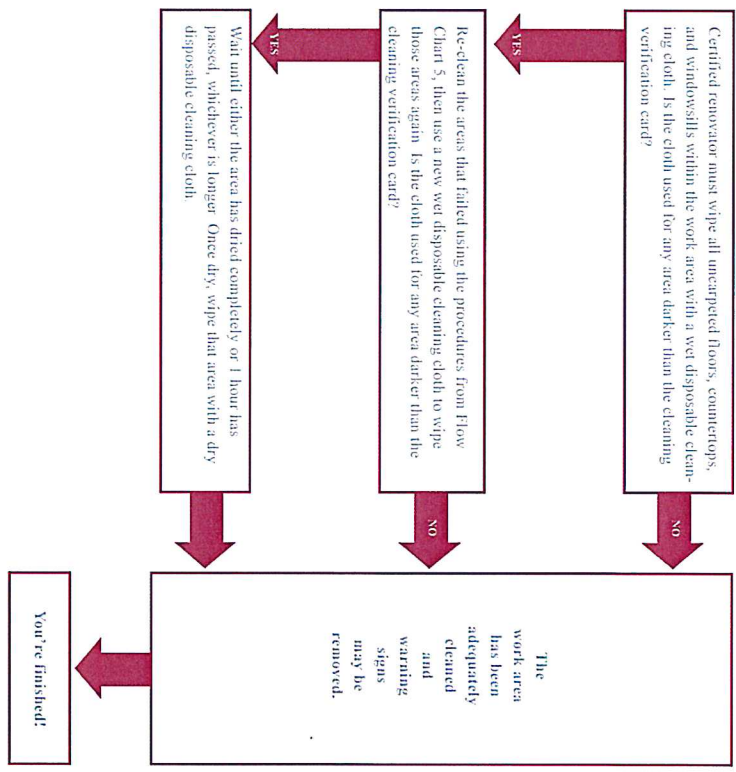 Certified renovator must wipe all uncarpeted floors, countertops,
and windowsills within the work area with a wet disposable clean-
ing cloth. Is the cloth used for any area darker than the cleaning
verification card?
YES
NO
Re-clean the areas that failed using the procedures from Flow
Chart 5, then use a new wet disposable cleaning cloth to wipe
those areas again. Is the cloth used for any area darker than the
cleaning verification card?
YES
NO
Wait until either the area has dried completely or 1 hour has
passed, whichever is longer. Once dry, wipe that area with a dry
disposable cleaning cloth.
The
work area
has been
adequately
cleaned
and
warning
signs
may be
removed.
You're finished!